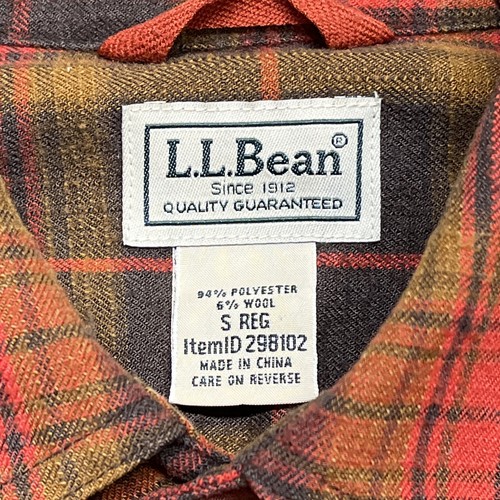 L.L.Bean®
Since 1912
QUALITY GUARANTEED
94% POLYESTER
6% WOOL
S REG
ItemID 298102
MADE IN CHINA
CARE ON REVERSE